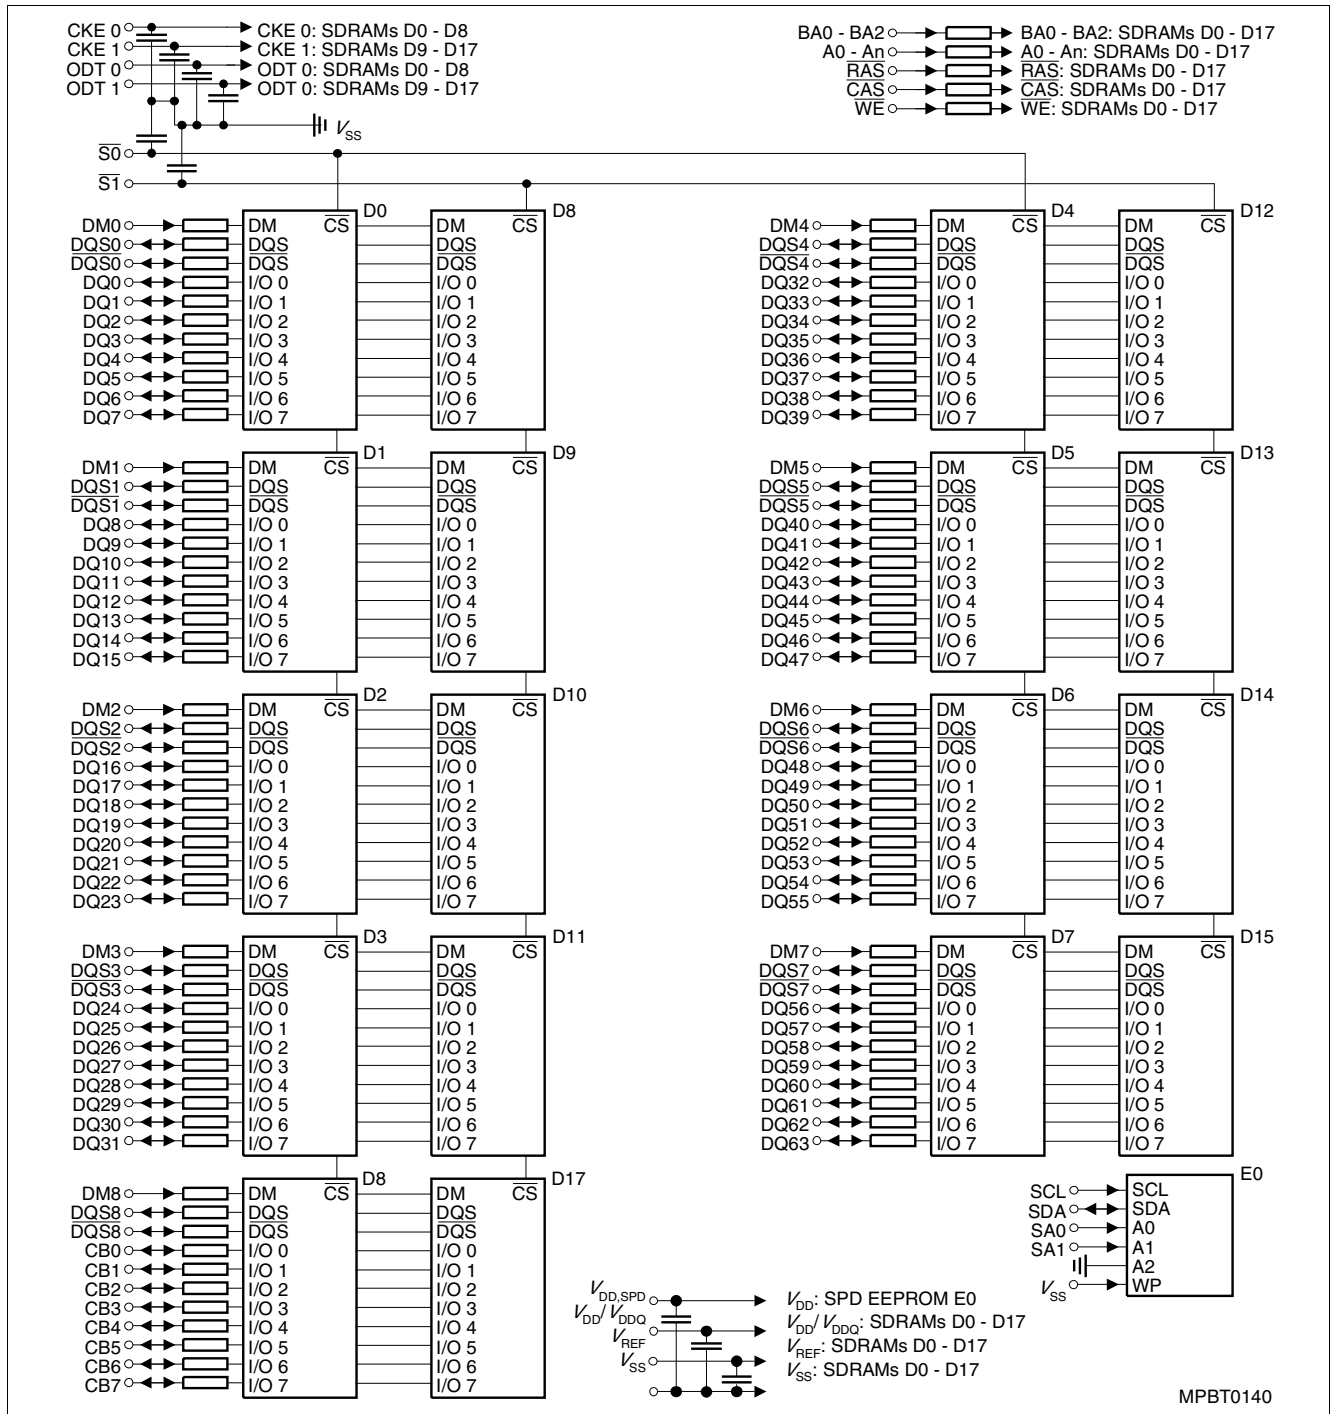 CKE 0 CKE 0: SDRAMs D0 - D8
CKE 1 CKE 1: SDRAMs D9 - D17
ODT 0 ODT 0: SDRAMs D0 - D8
ODT 1 ODT 0: SDRAMs D9 - D17
VSS
BA0 - BA2 BA0 - BA2: SDRAMs D0 - D17
A0 - An A0 - An: SDRAMs D0 - D17
RAS RAS: SDRAMs D0 - D17
CAS CAS: SDRAMs D0 - D17
WE WE: SDRAMs D0 - D17
S0
S1
D0 D8
DM0 DM CS DM CS
DQS0 DQS DQS
DQS0 DQS DQS
DQ0 I/O 0 I/O 0
DQ1 I/O 1 I/O 1
DQ2 I/O 2 I/O 2
DQ3 I/O 3 I/O 3
DQ4 I/O 4 I/O 4
DQ5 I/O 5 I/O 5
DQ6 I/O 6 I/O 6
DQ7 I/O 7 I/O 7
D1 D9
DM1 DM CS DM CS
DQS1 DQS DQS
DQS1 DQS DQS
DQ8 I/O 0 I/O 0
DQ9 I/O 1 I/O 1
DQ10 I/O 2 I/O 2
DQ11 I/O 3 I/O 3
DQ12 I/O 4 I/O 4
DQ13 I/O 5 I/O 5
DQ14 I/O 6 I/O 6
DQ15 I/O 7 I/O 7
D2 D10
DM2 DM CS DM CS
DQS2 DQS DQS
DQS2 DQS DQS
DQ16 I/O 0 I/O 0
DQ17 I/O 1 I/O 1
DQ18 I/O 2 I/O 2
DQ19 I/O 3 I/O 3
DQ20 I/O 4 I/O 4
DQ21 I/O 5 I/O 5
DQ22 I/O 6 I/O 6
DQ23 I/O 7 I/O 7
D3 D11
DM3 DM CS DM CS
DQS3 DQS DQS
DQS3 DQS DQS
DQ24 I/O 0 I/O 0
DQ25 I/O 1 I/O 1
DQ26 I/O 2 I/O 2
DQ27 I/O 3 I/O 3
DQ28 I/O 4 I/O 4
DQ29 I/O 5 I/O 5
DQ30 I/O 6 I/O 6
DQ31 I/O 7 I/O 7
D8 D17
DM8 DM CS DM CS
DQS8 DQS DQS
DQS8 DQS DQS
CB0 I/O 0 I/O 0
CB1 I/O 1 I/O 1
CB2 I/O 2 I/O 2
CB3 I/O 3 I/O 3
CB4 I/O 4 I/O 4
CB5 I/O 5 I/O 5
CB6 I/O 6 I/O 6
CB7 I/O 7 I/O 7
D4 D12
DM4 DM CS DM CS
DQS4 DQS DQS
DQS4 DQS DQS
DQ32 I/O 0 I/O 0
DQ33 I/O 1 I/O 1
DQ34 I/O 2 I/O 2
DQ35 I/O 3 I/O 3
DQ36 I/O 4 I/O 4
DQ37 I/O 5 I/O 5
DQ38 I/O 6 I/O 6
DQ39 I/O 7 I/O 7
D5 D13
DM5 DM CS DM CS
DQS5 DQS DQS
DQS5 DQS DQS
DQ40 I/O 0 I/O 0
DQ41 I/O 1 I/O 1
DQ42 I/O 2 I/O 2
DQ43 I/O 3 I/O 3
DQ44 I/O 4 I/O 4
DQ45 I/O 5 I/O 5
DQ46 I/O 6 I/O 6
DQ47 I/O 7 I/O 7
D6 D14
DM6 DM CS DM CS
DQS6 DQS DQS
DQS6 DQS DQS
DQ48 I/O 0 I/O 0
DQ49 I/O 1 I/O 1
DQ50 I/O 2 I/O 2
DQ51 I/O 3 I/O 3
DQ52 I/O 4 I/O 4
DQ53 I/O 5 I/O 5
DQ54 I/O 6 I/O 6
DQ55 I/O 7 I/O 7
D7 D15
DM7 DM CS DM CS
DQS7 DQS DQS
DQS7 DQS DQS
DQ56 I/O 0 I/O 0
DQ57 I/O 1 I/O 1
DQ58 I/O 2 I/O 2
DQ59 I/O 3 I/O 3
DQ60 I/O 4 I/O 4
DQ61 I/O 5 I/O 5
DQ62 I/O 6 I/O 6
DQ63 I/O 7 I/O 7
E0
SCL SCL
SDA SDA
SA0 A0
SA1 A1
A2
VSS WP
VDD,SPD VDD: SPD EEPROM E0
VDD/VDDQ VDD/VDDQ: SDRAMs D0 - D17
VREF VREF: SDRAMs D0 - D17
VSS VSS: SDRAMs D0 - D17
MPBT0140